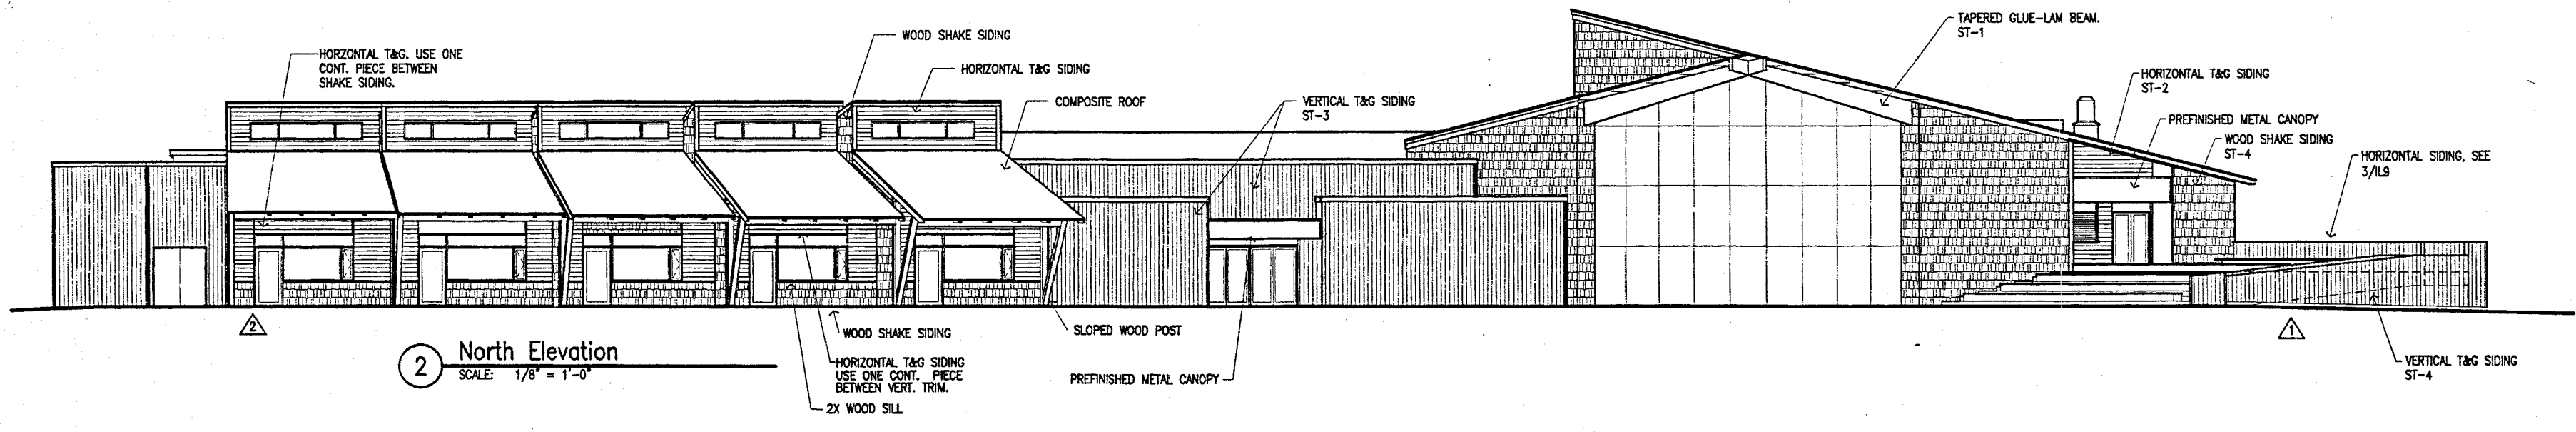 HORZONTAL T&G. USE ONE
CONT. PIECE BETWEEN
SHAKE SIDING.
WOOD SHAKE SIDING
HORIZONTAL T&G SIDING
COMPOSITE ROOF
VERTICAL T&G SIDING
ST-3
TAPERED GLUE-LAM BEAM.
ST-1
HORIZONTAL T&G SIDING
ST-2
PREFINISHED METAL CANOPY
WOOD SHAKE SIDING
ST-4
HORIZONTAL SIDING, SEE
3/IL9
2
WOOD SHAKE SIDING
SLOPED WOOD POST
1
2
North Elevation
SCALE: 1/8" = 1'-0"
HORIZONTAL T&G SIDING
USE ONE CONT. PIECE
BETWEEN VERT. TRIM.
PREFINISHED METAL CANOPY
VERTICAL T&G SIDING
ST-4
2X WOOD SILL